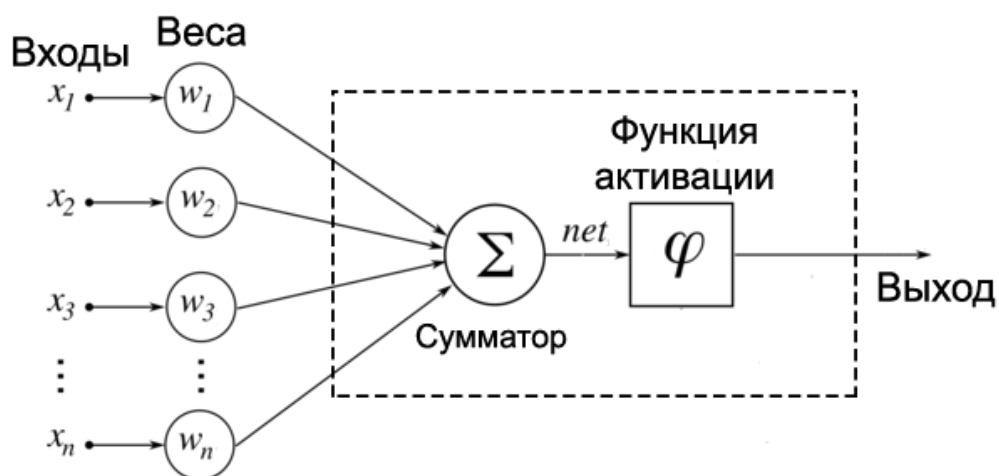 Входы
Веса
x1
w1
x2
w2
x3
w3
⋮
⋮
xn
wn
Σ
Сумматор
net
Функция
активации
φ
Выход